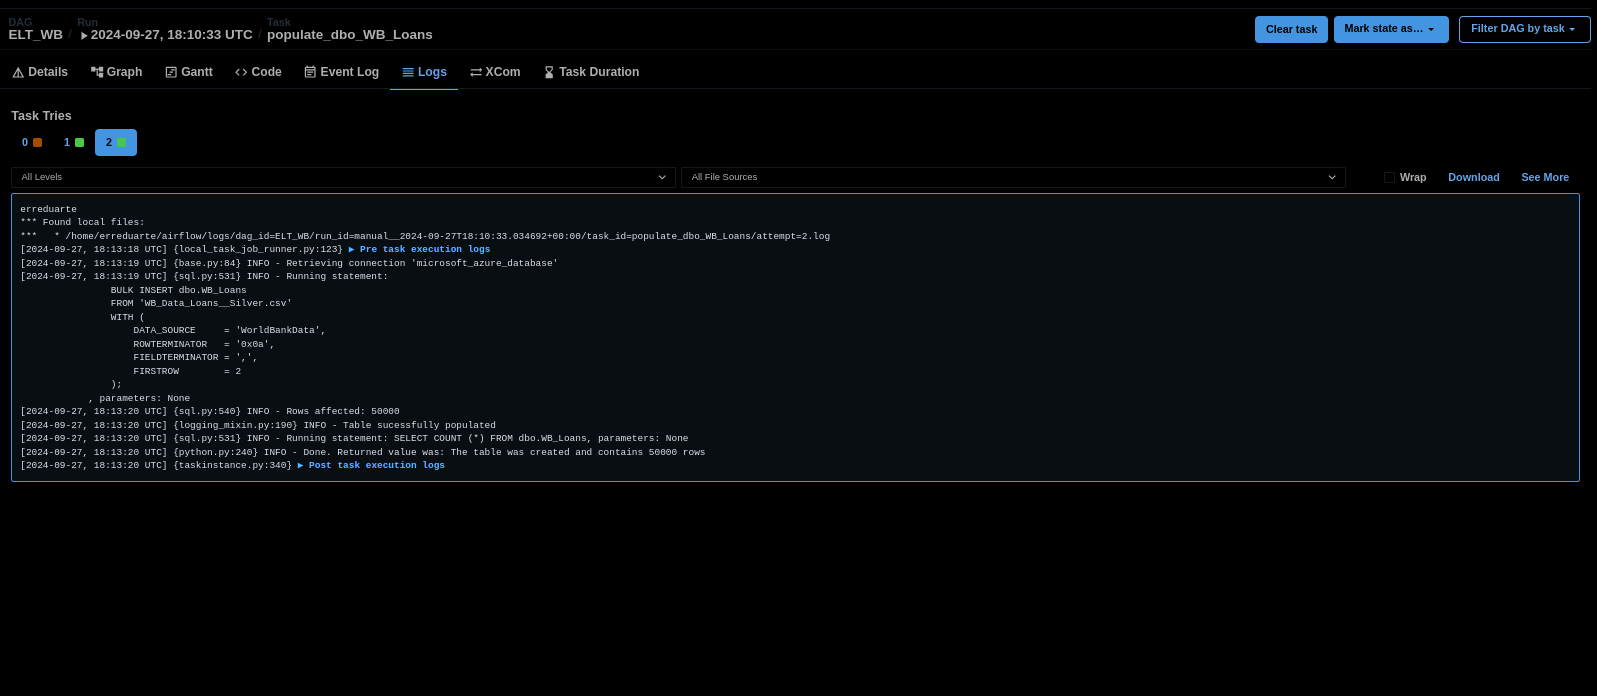 DAG Run Task
ELT_WB / ▶ 2024-09-27, 18:10:33 UTC / populate_dbo_WB_Loans
Clear task Mark state as… Filter DAG by task
Details Graph Gantt Code Event Log Logs XCom Task Duration
Task Tries
0 1 2
All Levels All File Sources Wrap Download See More
erreduarte
*** Found local files:
***   * /home/erreduarte/airflow/logs/dag_id=ELT_WB/run_id=manual__2024-09-27T18:10:33.034692+00:00/task_id=populate_dbo_WB_Loans/attempt=2.log
[2024-09-27, 18:13:18 UTC] {local_task_job_runner.py:123} ▶ Pre task execution logs
[2024-09-27, 18:13:19 UTC] {base.py:84} INFO - Retrieving connection 'microsoft_azure_database'
[2024-09-27, 18:13:19 UTC] {sql.py:531} INFO - Running statement:
                BULK INSERT dbo.WB_Loans
                FROM 'WB_Data_Loans__Silver.csv'
                WITH (
                    DATA_SOURCE     = 'WorldBankData',
                    ROWTERMINATOR   = '0x0a',
                    FIELDTERMINATOR = ',',
                    FIRSTROW        = 2
                );
            , parameters: None
[2024-09-27, 18:13:20 UTC] {sql.py:540} INFO - Rows affected: 50000
[2024-09-27, 18:13:20 UTC] {logging_mixin.py:190} INFO - Table sucessfully populated
[2024-09-27, 18:13:20 UTC] {sql.py:531} INFO - Running statement: SELECT COUNT (*) FROM dbo.WB_Loans, parameters: None
[2024-09-27, 18:13:20 UTC] {python.py:240} INFO - Done. Returned value was: The table was created and contains 50000 rows
[2024-09-27, 18:13:20 UTC] {taskinstance.py:340} ▶ Post task execution logs